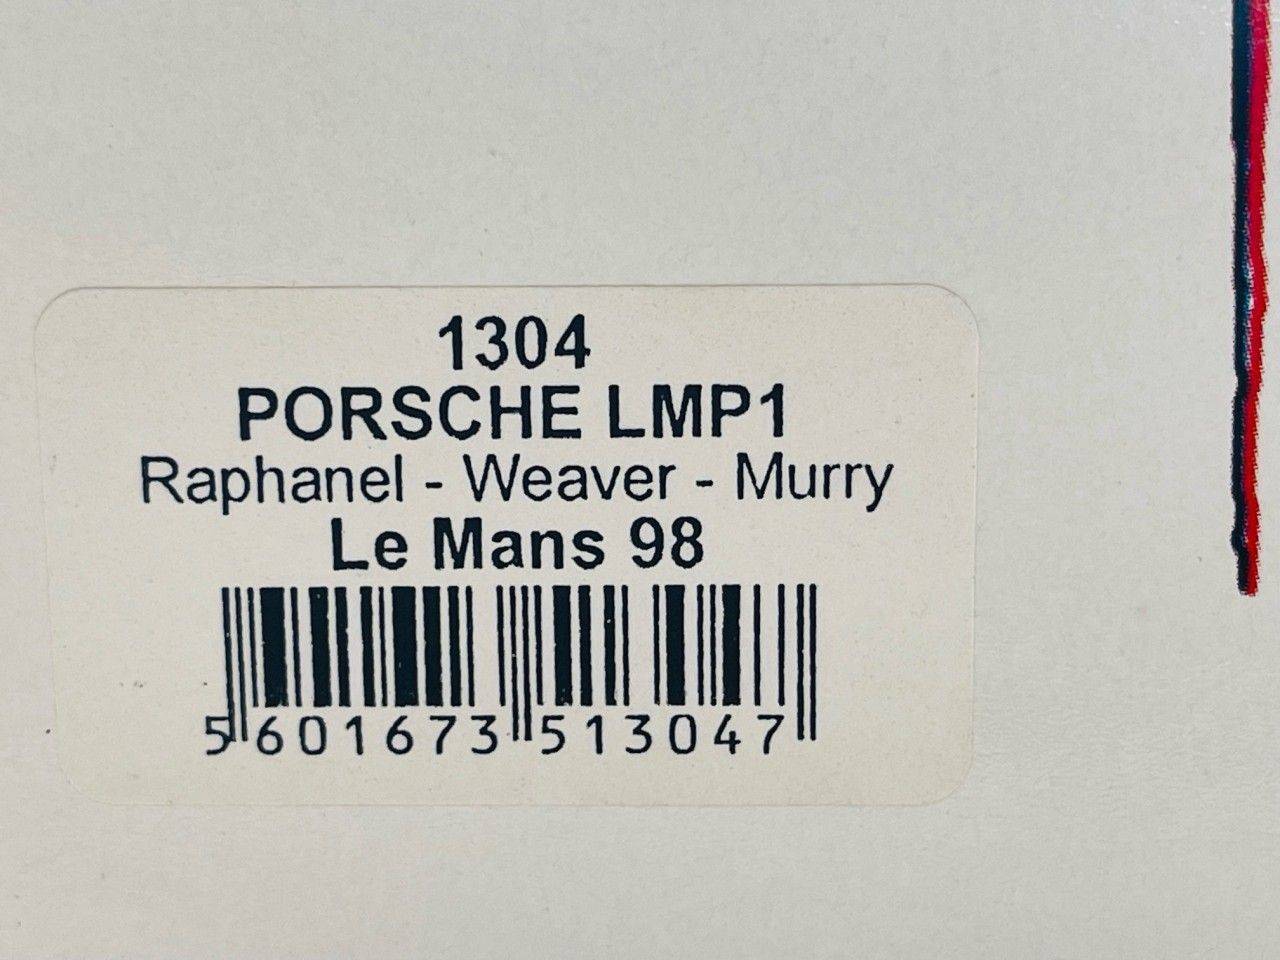 1304
PORSCHE LMP1
Raphanel - Weaver - Murry
Le Mans 98
5 601673 513047